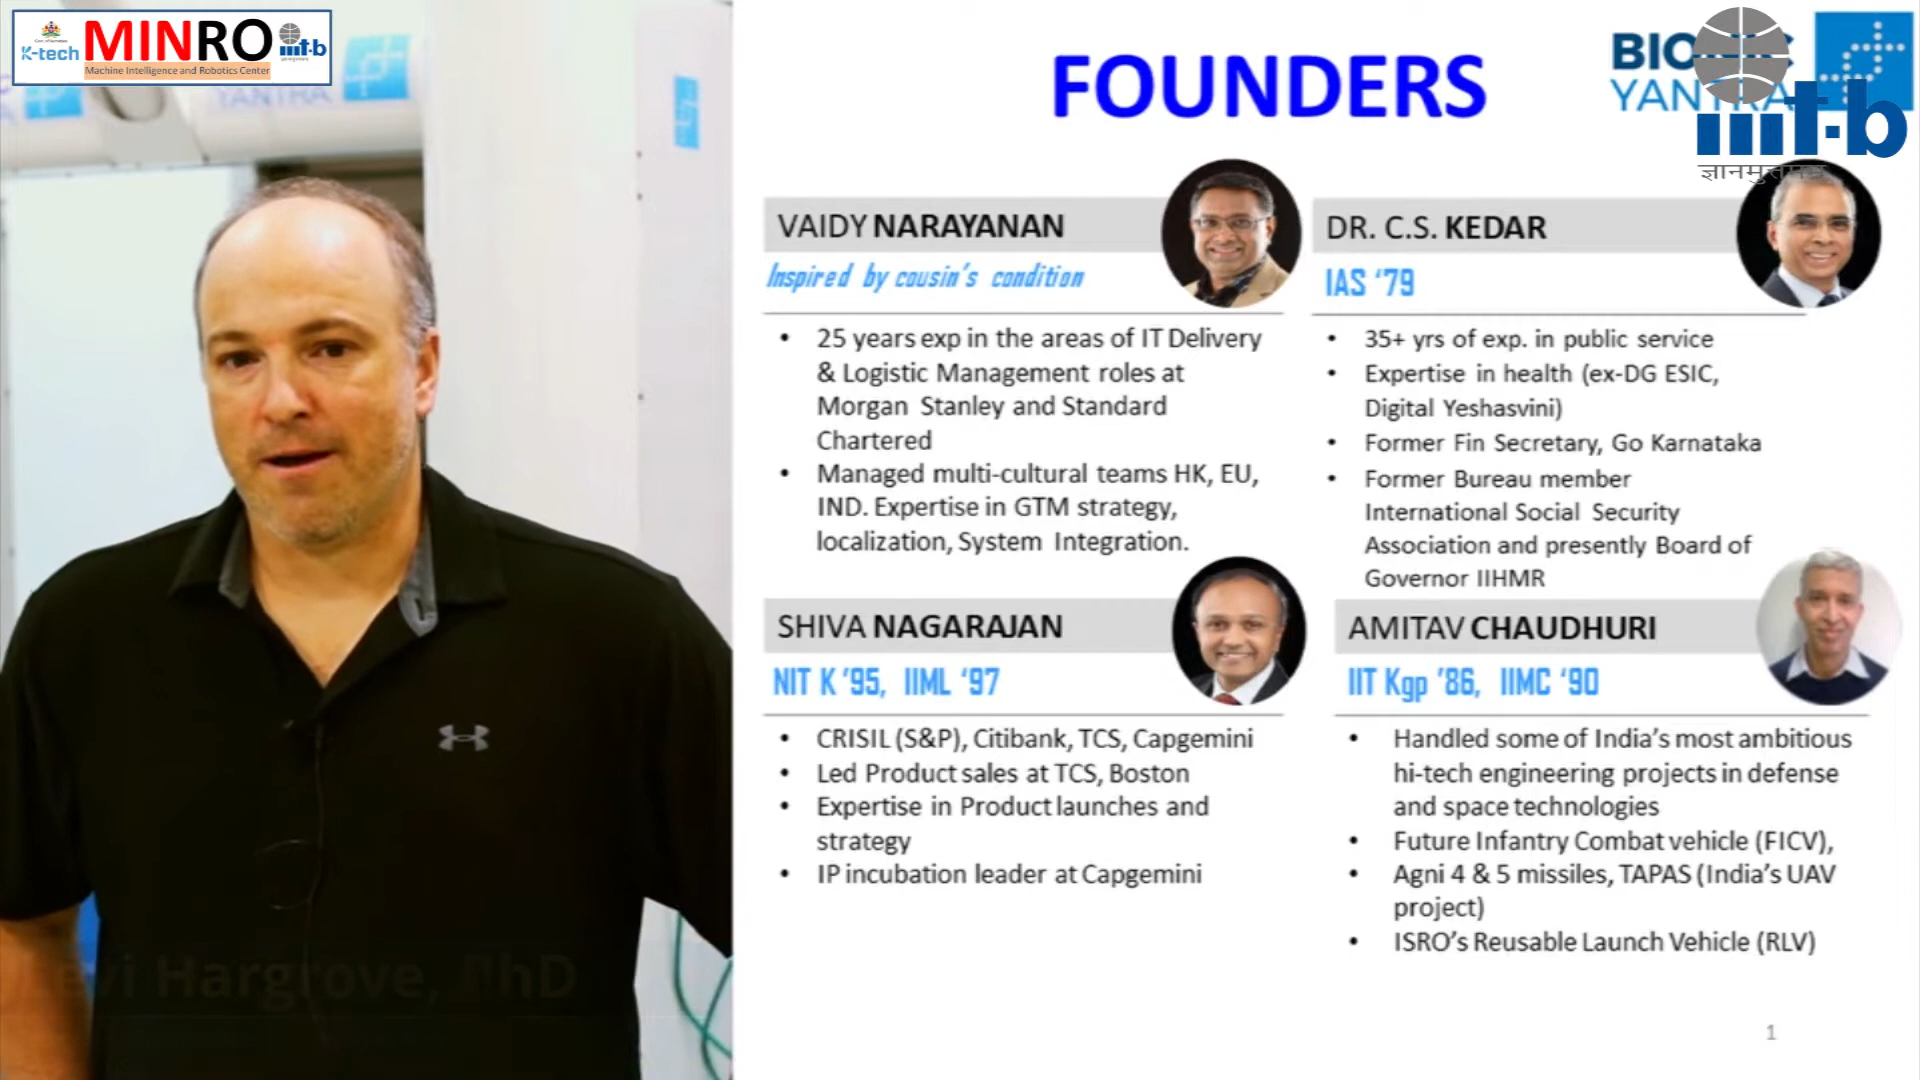 K-tech
MINRO
Machine Intelligence and Robotics Center
iiit-b
YANTRA
FOUNDERS
BIONIC
YANTRA
iiit-b
ज्ञानमुत्तमम्
VAIDY NARAYANAN
Inspired by cousin's condition
• 25 years exp in the areas of IT Delivery
& Logistic Management roles at
Morgan Stanley and Standard
Chartered
• Managed multi-cultural teams HK, EU,
IND. Expertise in GTM strategy,
localization, System Integration.
DR. C.S. KEDAR
IAS ‘79
• 35+ yrs of exp. in public service
• Expertise in health (ex-DG ESIC,
Digital Yeshasvini)
• Former Fin Secretary, Go Karnataka
• Former Bureau member
International Social Security
Association and presently Board of
Governor IIHMR
SHIVA NAGARAJAN
NIT K ‘95, IIML ‘97
• CRISIL (S&P), Citibank, TCS, Capgemini
• Led Product sales at TCS, Boston
• Expertise in Product launches and
strategy
• IP incubation leader at Capgemini
AMITAV CHAUDHURI
IIT Kgp ’86, IIMC ‘90
• Handled some of India’s most ambitious
hi-tech engineering projects in defense
and space technologies
• Future Infantry Combat vehicle (FICV),
• Agni 4 & 5 missiles, TAPAS (India’s UAV
project)
• ISRO’s Reusable Launch Vehicle (RLV)
Hargrove, PhD
1